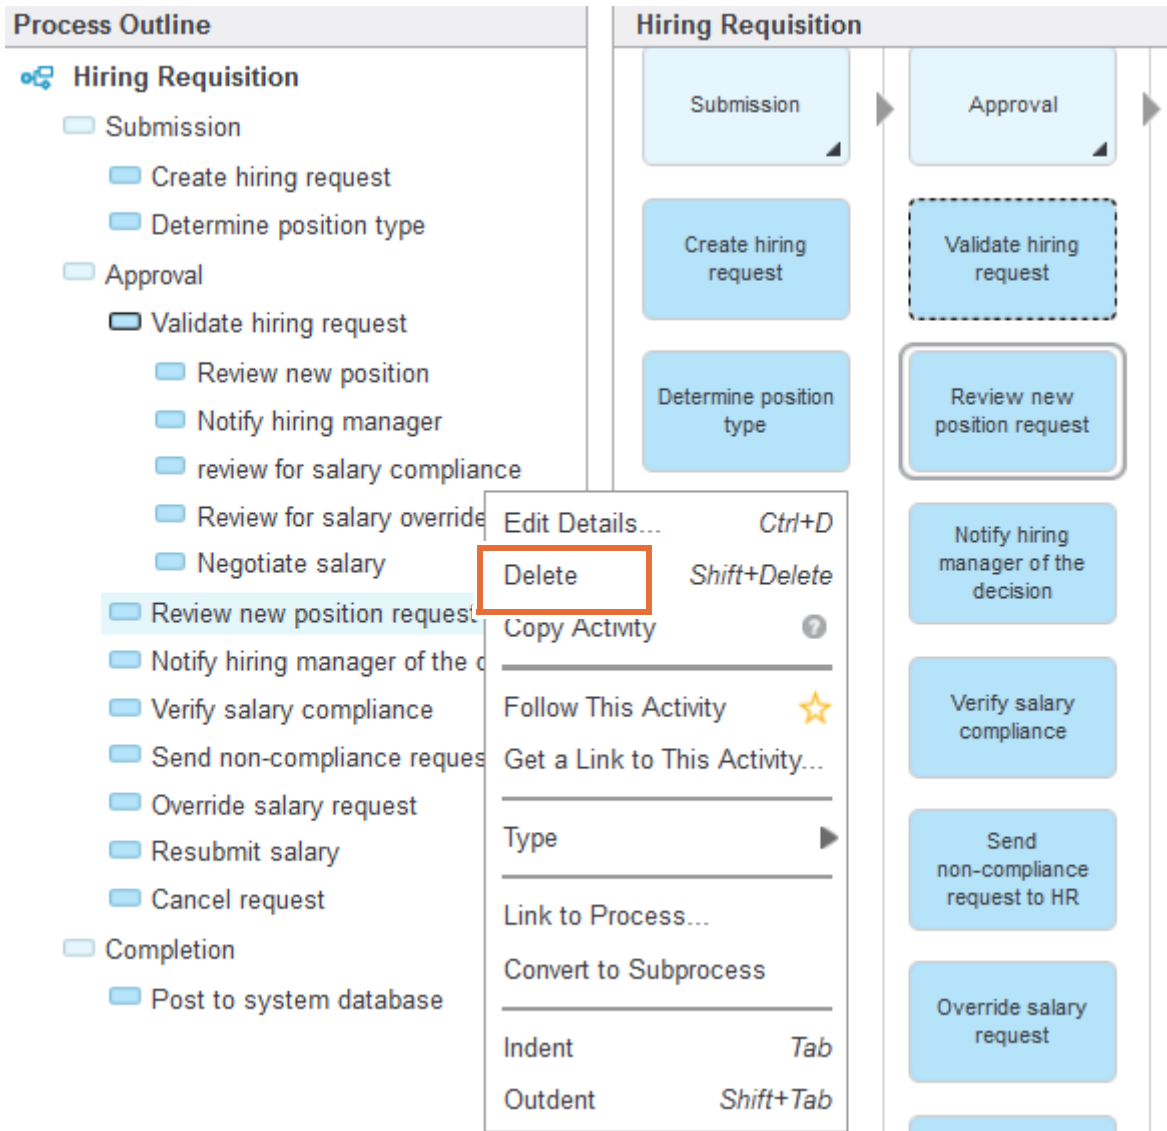 Process Outline
Hiring Requisition
Submission
Create hiring request
Determine position type
Approval
Validate hiring request
Review new position
Notify hiring manager
review for salary compliance
Review for salary override
Negotiate salary
Review new position request
Notify hiring manager of the
Verify salary compliance
Send non-compliance reques
Override salary request
Resubmit salary
Cancel request
Completion
Post to system database
Edit Details... Ctrl+D
Delete Shift+Delete
Copy Activity ?
Follow This Activity
Get a Link to This Activity...
Type
Link to Process...
Convert to Subprocess
Indent Tab
Outdent Shift+Tab
Hiring Requisition
Submission
Create hiring
request
Determine position
type
Approval
Validate hiring
request
Review new
position request
Notify hiring
manager of the
decision
Verify salary
compliance
Send
non-compliance
request to HR
Override salary
request